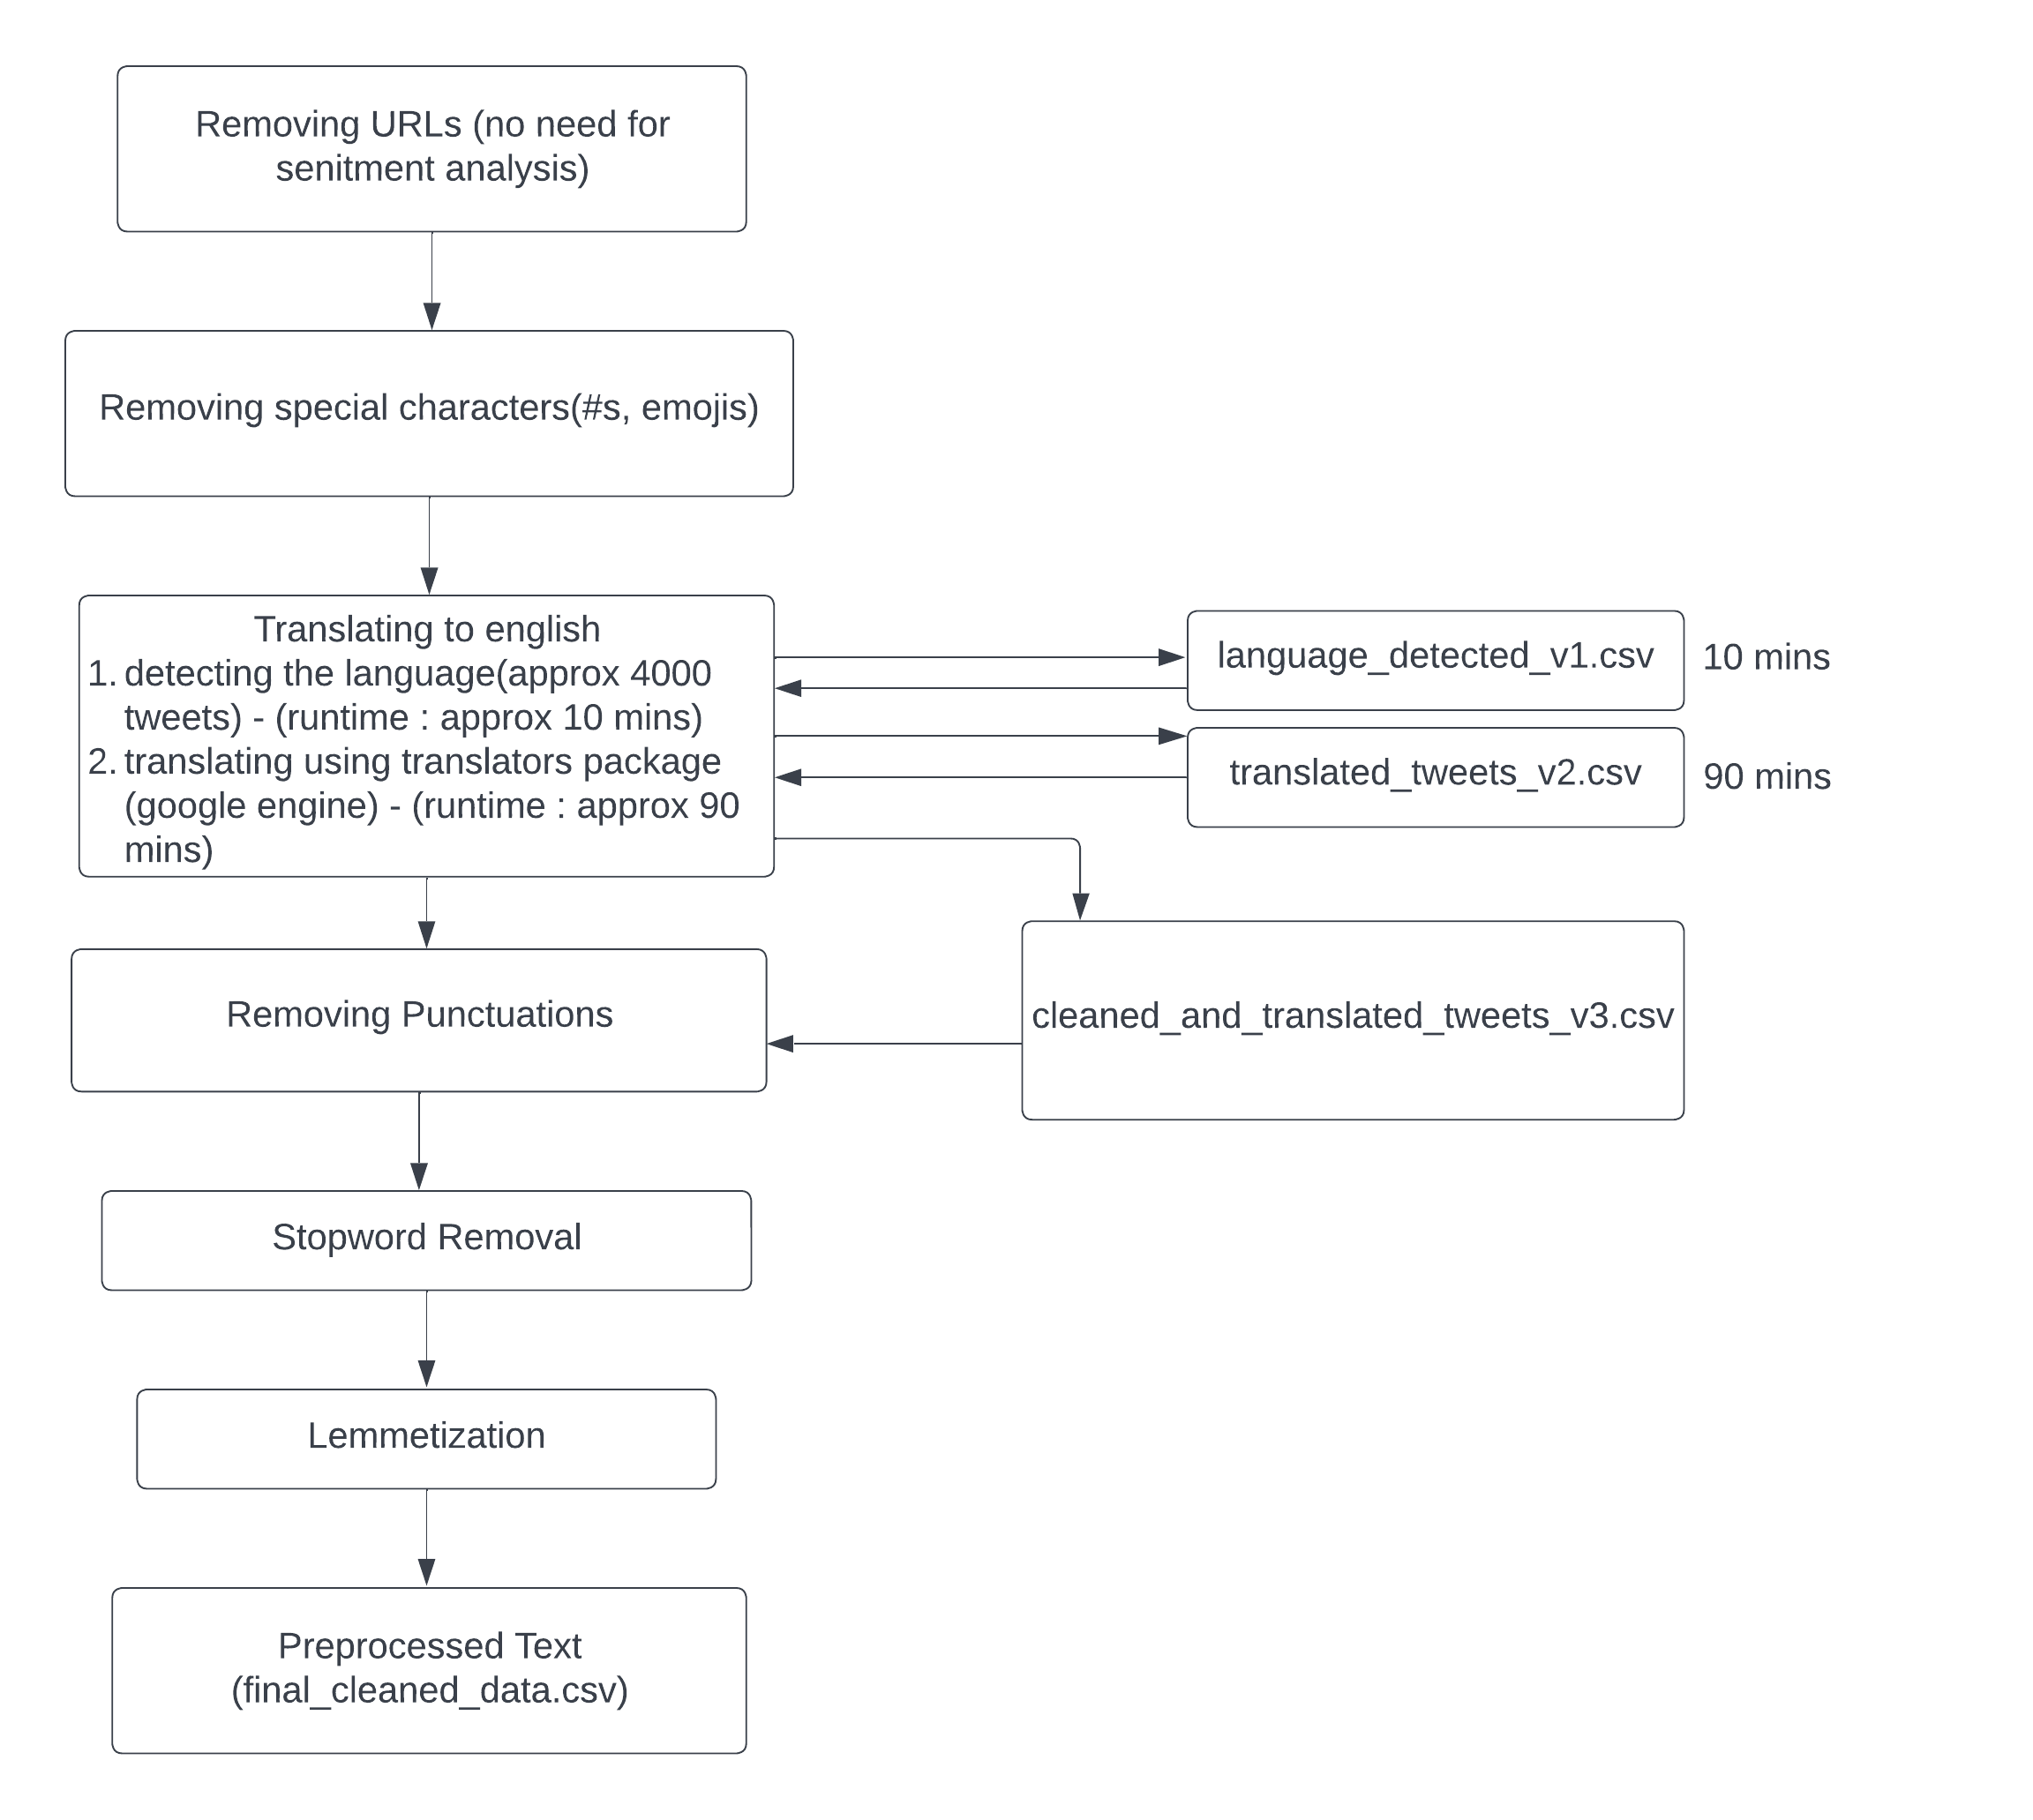 Removing URLs (no need for
senitment analysis)
Removing special characters(#s, emojis)
Translating to english
1. detecting the language(approx 4000
tweets) - (runtime : approx 10 mins)
2. translating using translators package
(google engine) - (runtime : approx 90
mins)
language_detected_v1.csv
10 mins
translated_tweets_v2.csv
90 mins
Removing Punctuations
cleaned_and_translated_tweets_v3.csv
Stopword Removal
Lemmetization
Preprocessed Text
(final_cleaned_data.csv)